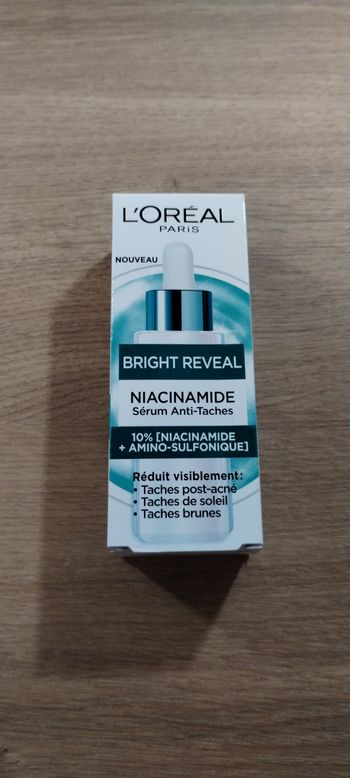 L'ORÉAL
PARIS
NOUVEAU
BRIGHT REVEAL
NIACINAMIDE
Sérum Anti-Taches
10% [NIACINAMIDE
+ AMINO-SULFONIQUE]
Réduit visiblement:
• Taches post-acné
• Taches de soleil
• Taches brunes